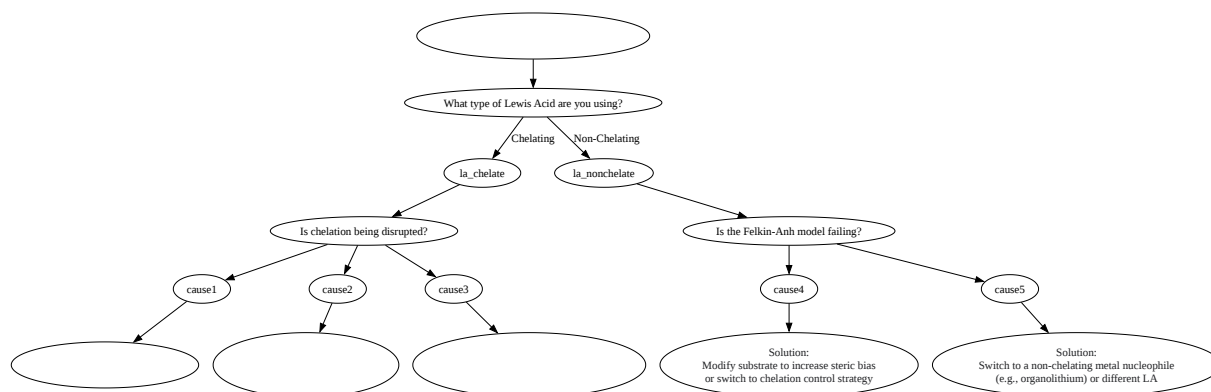 What type of Lewis Acid are you using?
Chelating
Non-Chelating
la_chelate
la_nonchelate
Is chelation being disrupted?
Is the Felkin-Anh model failing?
cause1
cause2
cause3
cause4
cause5
Solution:
Modify substrate to increase steric bias
or switch to chelation control strategy
Solution:
Switch to a non-chelating metal nucleophile
(e.g., organolithium) or different LA